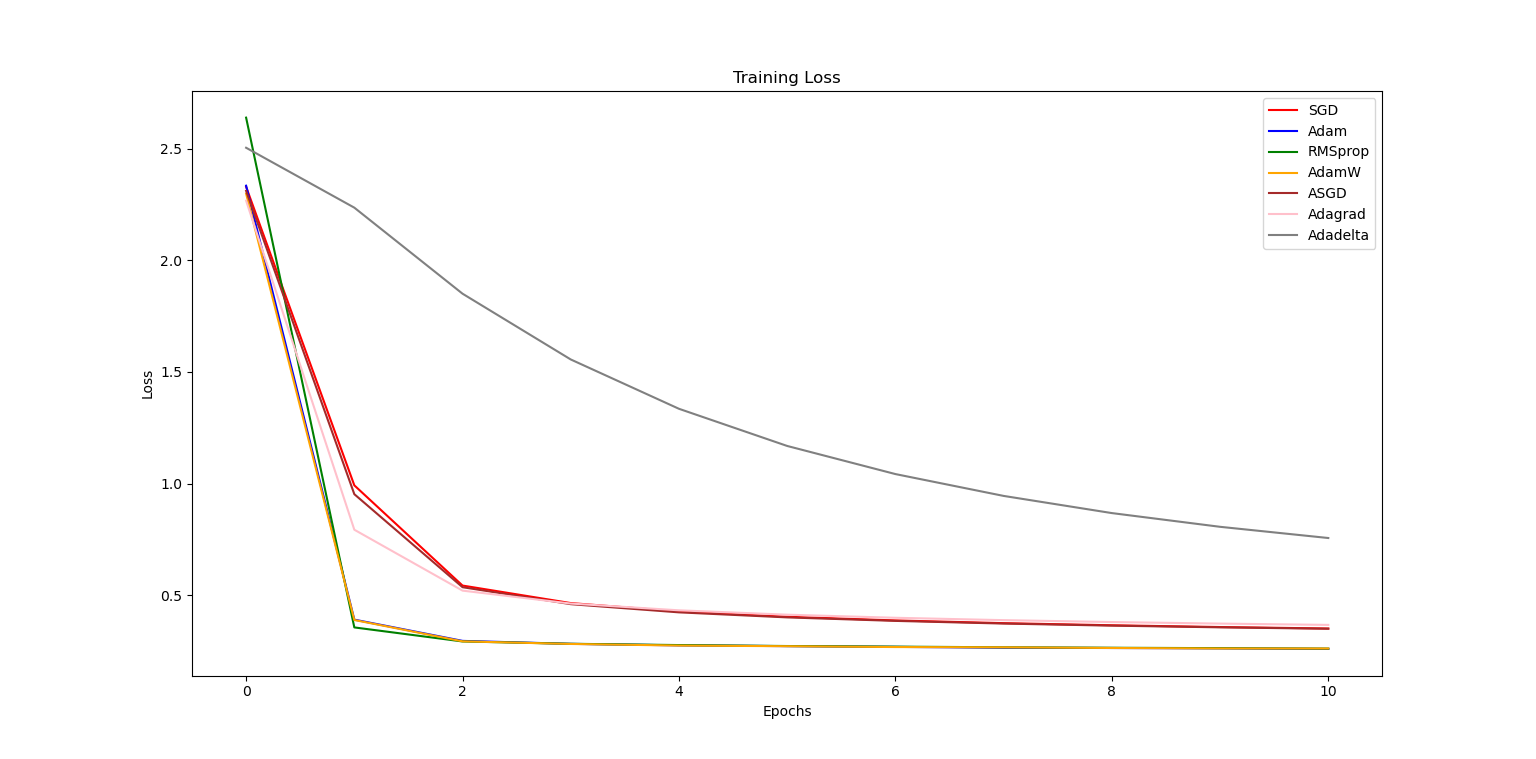 Training Loss
SGD
Adam
RMSprop
AdamW
ASGD
Adagrad
Adadelta
2.5
2.0
1.5
1.0
0.5
Loss
0 2 4 6 8 10
Epochs